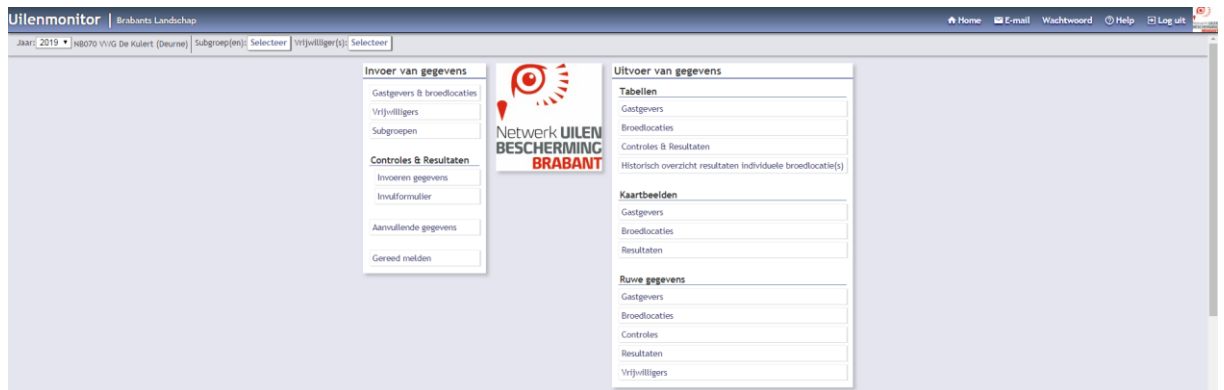 Uilenmonitor | Brabants Landschap
Home E-mail Wachtwoord Help Log uit
Jaar: 2019 NB070 VWG De Kulert (Deurne) Subgroep(en): Selecteer Vrijwilliger(s): Selecteer
Invoer van gegevens
Gastgevers & broedlocaties
Vrijwilligers
Subgroepen
Controles & Resultaten
Invoeren gegevens
Invulformulier
Aanvullende gegevens
Gereed melden
Netwerk UILEN
BESCHERMING
BRABANT
Uitvoer van gegevens
Tabellen
Gastgevers
Broedlocaties
Controles & Resultaten
Historisch overzicht resultaten individuele broedlocatie(s)
Kaartbeelden
Gastgevers
Broedlocaties
Resultaten
Ruwe gegevens
Gastgevers
Broedlocaties
Controles
Resultaten
Vrijwilligers